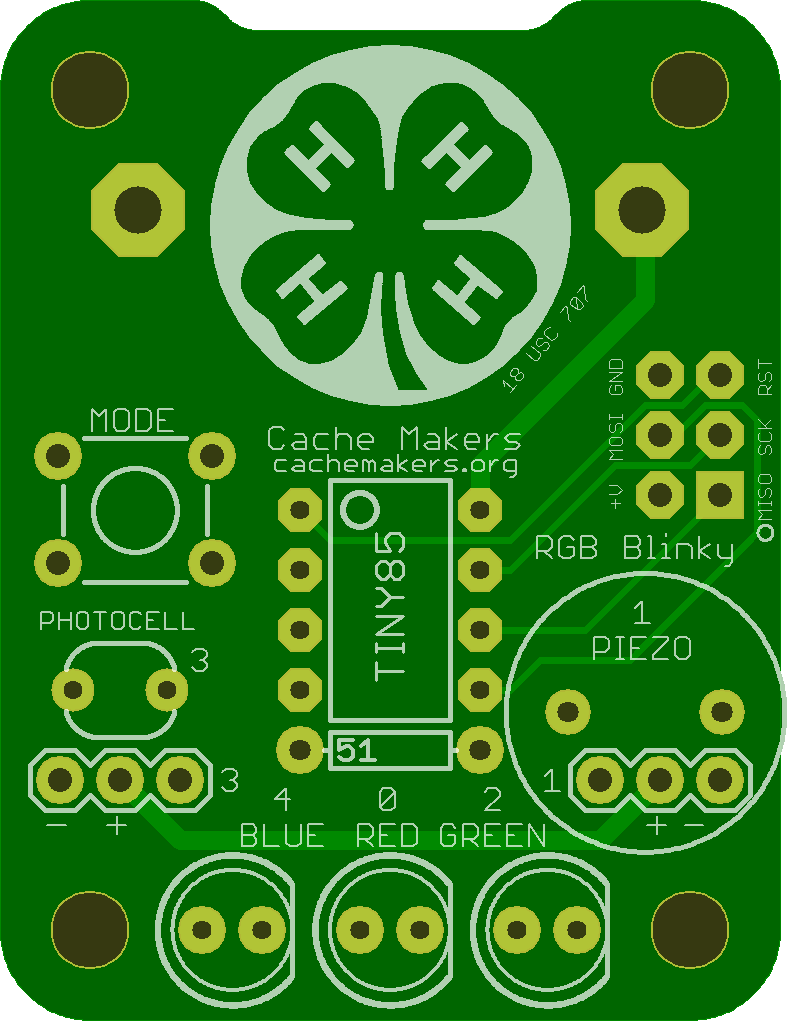 H H
H H
18 USC 707
GND RST
MOSI SCK
+V MISO
MODE
Cache Makers
cachemakers.org
TINY85
RGB Blinky
PHOTOCELL
3
1
PIEZO
51
3
1
- +
+ -
4 0 2
BLUE RED GREEN